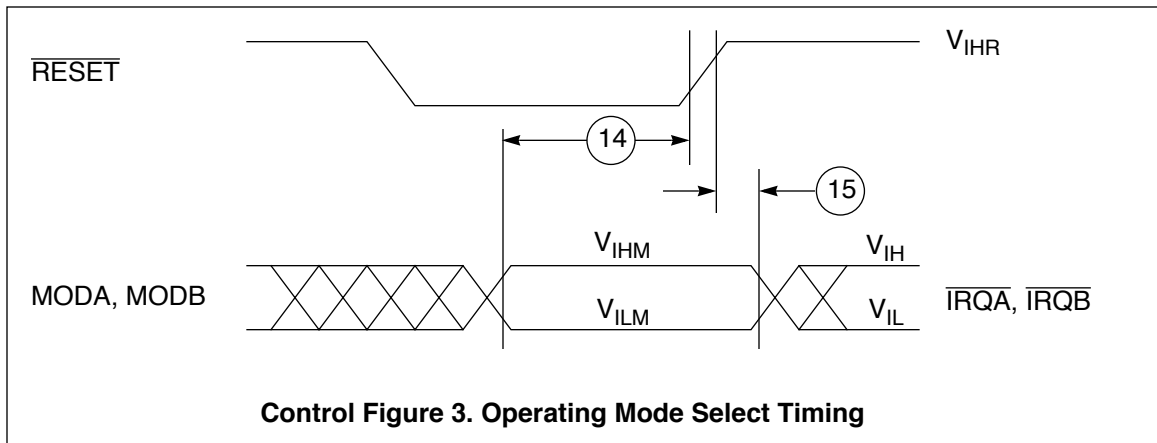 RESET
V_IHR
14
15
V_IHM
V_IH
MODA, MODB
V_ILM
V_IL
IRQA, IRQB
Control Figure 3. Operating Mode Select Timing